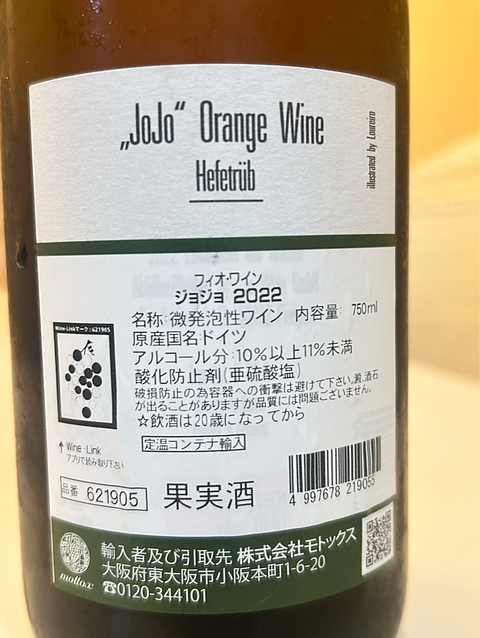 „JoJo“ Orange Wine
Hefetrüb
illustrated by Loureiro
フィオ・ワイン
ジョジョ 2022
名称:微発泡性ワイン 内容量: 750ml
原産国名:ドイツ
アルコール分:10%以上11%未満
酸化防止剤(亜硫酸塩)
破損防止の為容器への衝撃は避けて下さい。澱、酒石
が出ることがありますが品質には問題ございません。
☆飲酒は20歳になってから
定温コンテナ輸入
Wine-Linkマーク:621905
↑ Wine-Link
アプリで読み取り下さい
品番 621905
果実酒
4 997678 219055
mottox
輸入者及び引取先 株式会社モトックス
大阪府東大阪市小阪本町1-6-20
☎0120-344101